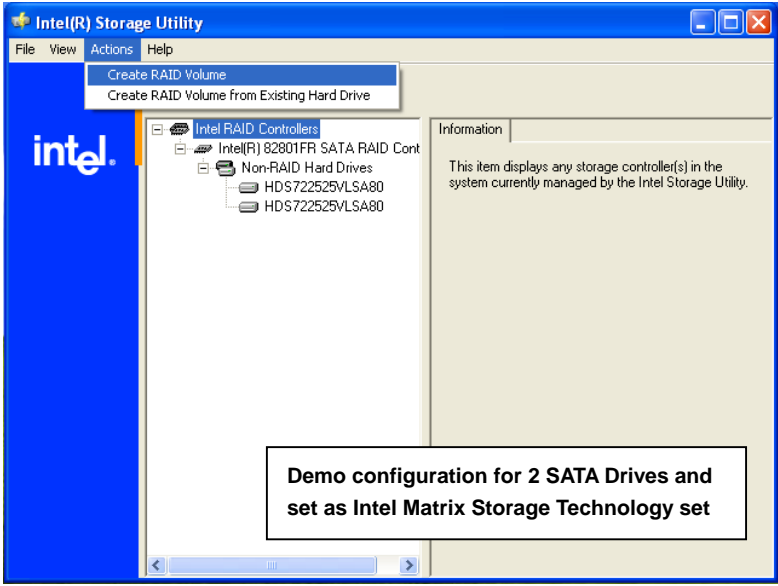 Intel(R) Storage Utility
File View Actions Help
Create RAID Volume
Create RAID Volume from Existing Hard Drive
intel.
Intel RAID Controllers
Intel(R) 82801FR SATA RAID Cont
Non-RAID Hard Drives
HDS722525VLSA80
HDS722525VLSA80
Information
This item displays any storage controller(s) in the
system currently managed by the Intel Storage Utility.
Demo configuration for 2 SATA Drives and
set as Intel Matrix Storage Technology set